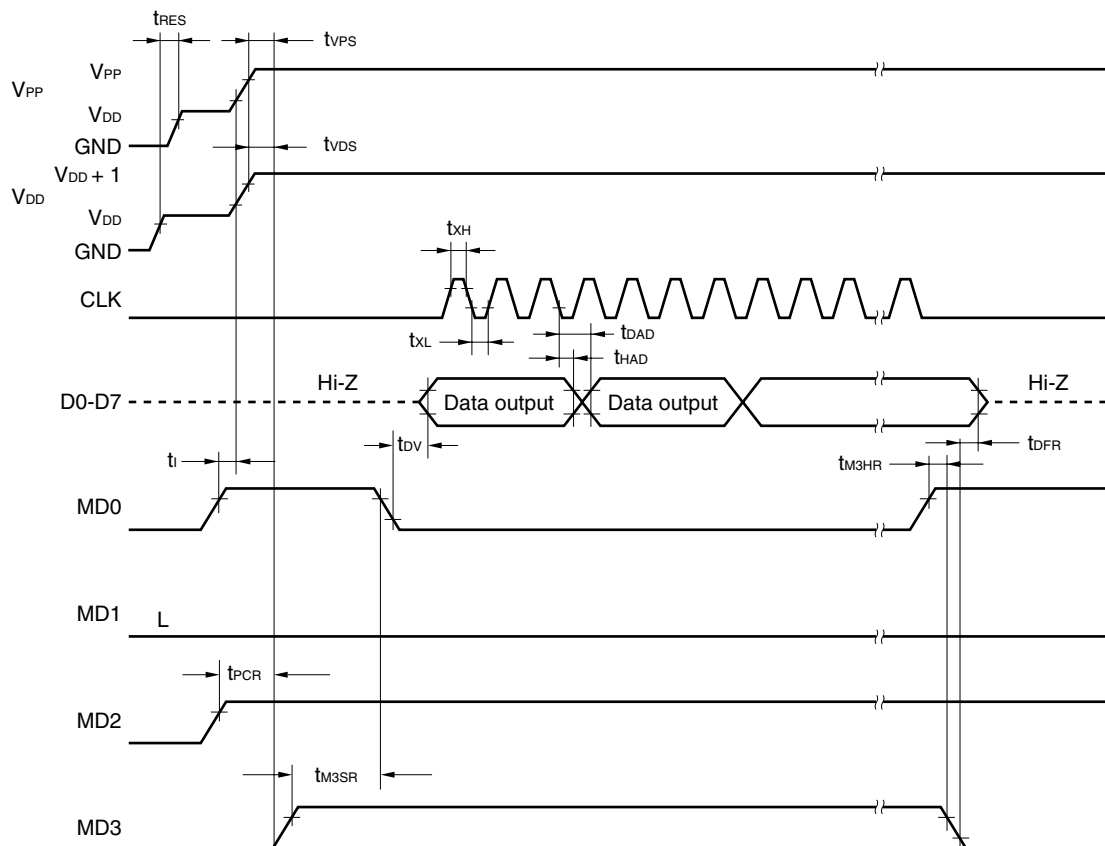 tRES
tVPS
VPP
VPP
VDD
GND
tVDS
VDD + 1
VDD
VDD
GND
tXH
CLK
tXL
tDAD
tHAD
Hi-Z
Hi-Z
D0-D7
Data output
Data output
tDV
tDFR
tI
tM3HR
MD0
MD1
L
tPCR
MD2
tM3SR
MD3